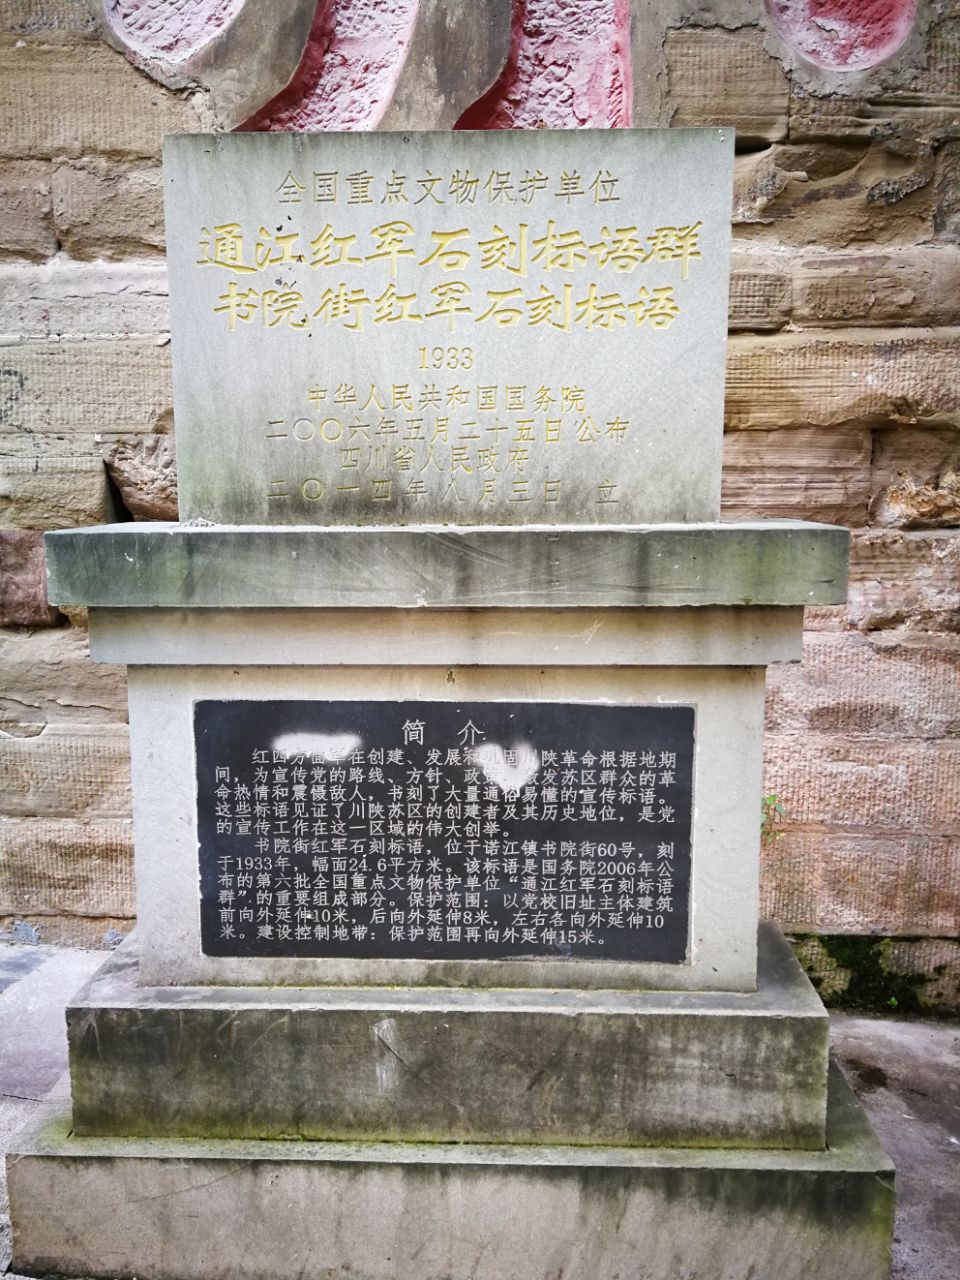 全国重点文物保护单位
通江红军石刻标语群
书院街红军石刻标语
1933
中华人民共和国国务院
二〇〇六年五月二十五日公布
四川省人民政府
二〇一四年八月三日 立
简 介
红四方面军在创建、发展和巩固川陕革命根据地期
间，为宣传党的路线、方针、政策，激发苏区群众的革
命热情和震慑敌人，书刻了大量通俗易懂的宣传标语。
这些标语见证了川陕苏区的创建者及其历史地位，是党
的宣传工作在这一区域的伟大创举。
书院街红军石刻标语，位于诺江镇书院街60号，刻
于1933年，幅面24.6平方米。该标语是国务院2006年公
布的第六批全国重点文物保护单位“通江红军石刻标语
群”的重要组成部分。保护范围：以党校旧址主体建筑
前向外延伸10米，后向外延伸8米，左右各向外延伸10
米。建设控制地带：保护范围再向外延伸15米。